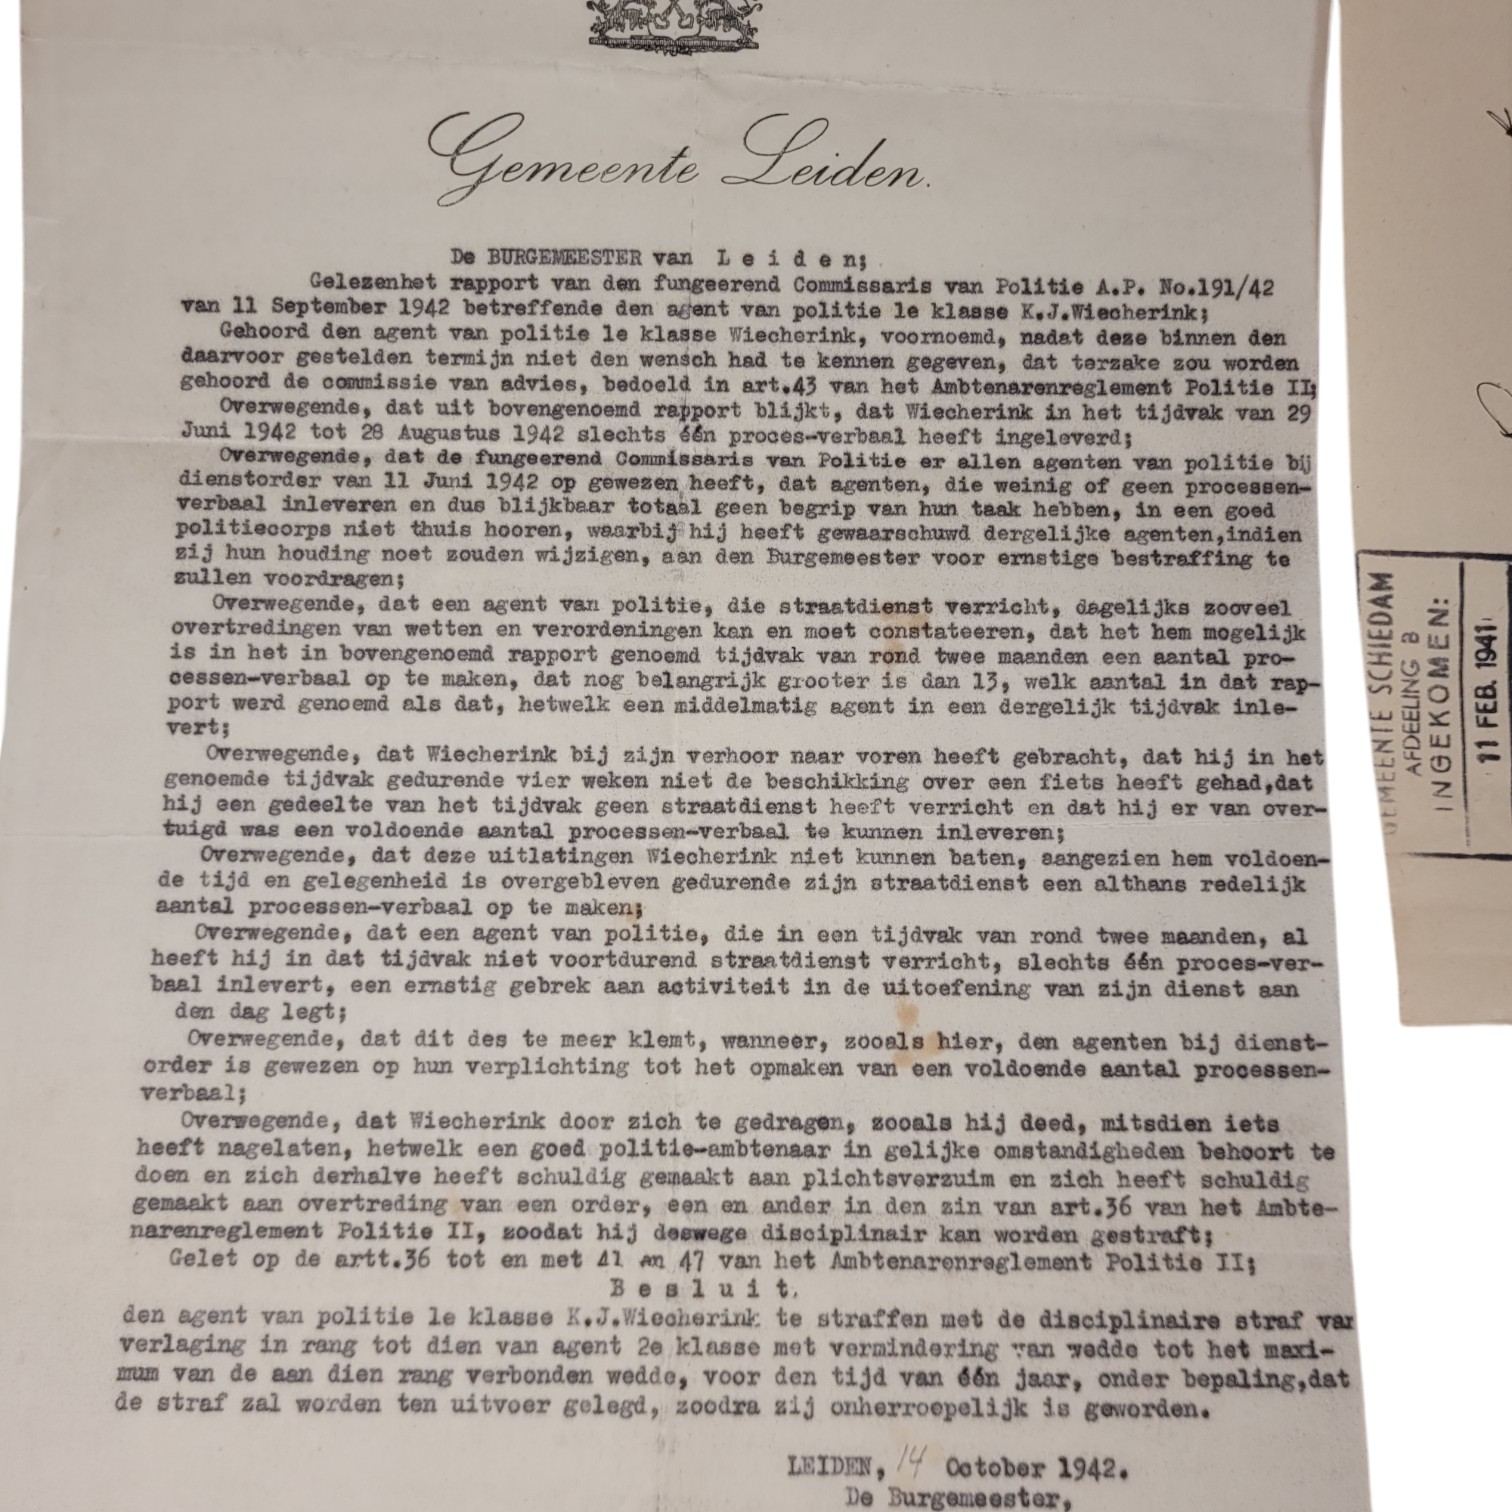 Gemeente Leiden.
De BURGEMEESTER van L e i d e n;
Gelezenhet rapport van den fungeerend Commissaris van Politie A.P. No.191/42
van 11 September 1942 betreffende den agent van politie 1e klasse K.J.Wiecherink;
Gehoord den agent van politie 1e klasse Wiecherink, voornoemd, nadat deze binnen den
daarvoor gestelden termijn niet den wensch had te kennen gegeven, dat terzake zou worden
gehoord de commissie van advies, bedoeld in art.43 van het Ambtenarenreglement Politie II;
Overwegende, dat uit bovengenoemd rapport blijkt, dat Wiecherink in het tijdvak van 29
Juni 1942 tot 28 Augustus 1942 slechts één proces-verbaal heeft ingeleverd;
Overwegende, dat de fungeerend Commissaris van Politie er allen agenten van politie bij
dienstorder van 11 Juni 1942 op gewezen heeft, dat agenten, die weinig of geen processen-
verbaal inleveren en dus blijkbaar totaal geen begrip van hun taak hebben, in een goed
politiecorps niet thuis hooren, waarbij hij heeft gewaarschuwd dergelijke agenten,indien
zij hun houding noet zouden wijzigen, aan den Burgemeester voor ernstige bestraffing te
zullen voordragen;
Overwegende, dat een agent van politie, die straatdienst verricht, dagelijks zooveel
overtredingen van wetten en verordeningen kan en moet constateeren, dat het hem mogelijk
is in het in bovengenoemd rapport genoemd tijdvak van rond twee maanden een aantal pro-
cessen-verbaal op te maken, dat nog belangrijk grooter is dan 13, welk aantal in dat rap-
port werd genoemd als dat, hetwelk een middelmatig agent in een dergelijk tijdvak inle-
vert;
Overwegende, dat Wiecherink bij zijn verhoor naar voren heeft gebracht, dat hij in het
genoemde tijdvak gedurende vier weken niet de beschikking over een fiets heeft gehad,dat
hij een gedeelte van het tijdvak geen straatdienst heeft verricht en dat hij er van over-
tuigd was een voldoende aantal processen-verbaal te kunnen inleveren;
Overwegende, dat deze uitlatingen Wiecherink niet kunnen baten, aangezien hem voldoen-
de tijd en gelegenheid is overgebleven gedurende zijn straatdienst een althans redelijk
aantal processen-verbaal op te maken;
Overwegende, dat een agent van politie, die in een tijdvak van rond twee maanden, al
heeft hij in dat tijdvak niet voortdurend straatdienst verricht, slechts één proces-ver-
baal inlevert, een ernstig gebrek aan activiteit in de uitoefening van zijn dienst aan
den dag legt;
Overwegende, dat dit des te meer klemt, wanneer, zooals hier, den agenten bij dienst-
order is gewezen op hun verplichting tot het opmaken van een voldoende aantal processen-
verbaal;
Overwegende, dat Wiecherink door zich te gedragen, zooals hij deed, mitsdien iets
heeft nagelaten, hetwelk een goed politie-ambtenaar in gelijke omstandigheden behoort te
doen en zich derhalve heeft schuldig gemaakt aan plichtsverzuim en zich heeft schuldig
gemaakt aan overtreding van een order, een en ander in den zin van art.36 van het Ambte-
narenreglement Politie II, zoodat hij deswege disciplinair kan worden gestraft;
Gelet op de artt.36 tot en met 41 en 47 van het Ambtenarenreglement Politie II;
B e s l u i t.
den agent van politie 1e klasse K.J.Wiecherink te straffen met de disciplinaire straf van
verlaging in rang tot dien van agent 2e klasse met vermindering van wedde tot het maxi-
mum van de aan dien rang verbonden wedde, voor den tijd van één jaar, onder bepaling,dat
de straf zal worden ten uitvoer gelegd, zoodra zij onherroepelijk is geworden.
LEIDEN, 14 October 1942.
De Burgemeester,
GEMEENTE SCHIEDAM
AFDEELING B
INGEKOMEN:
11 FEB. 1941